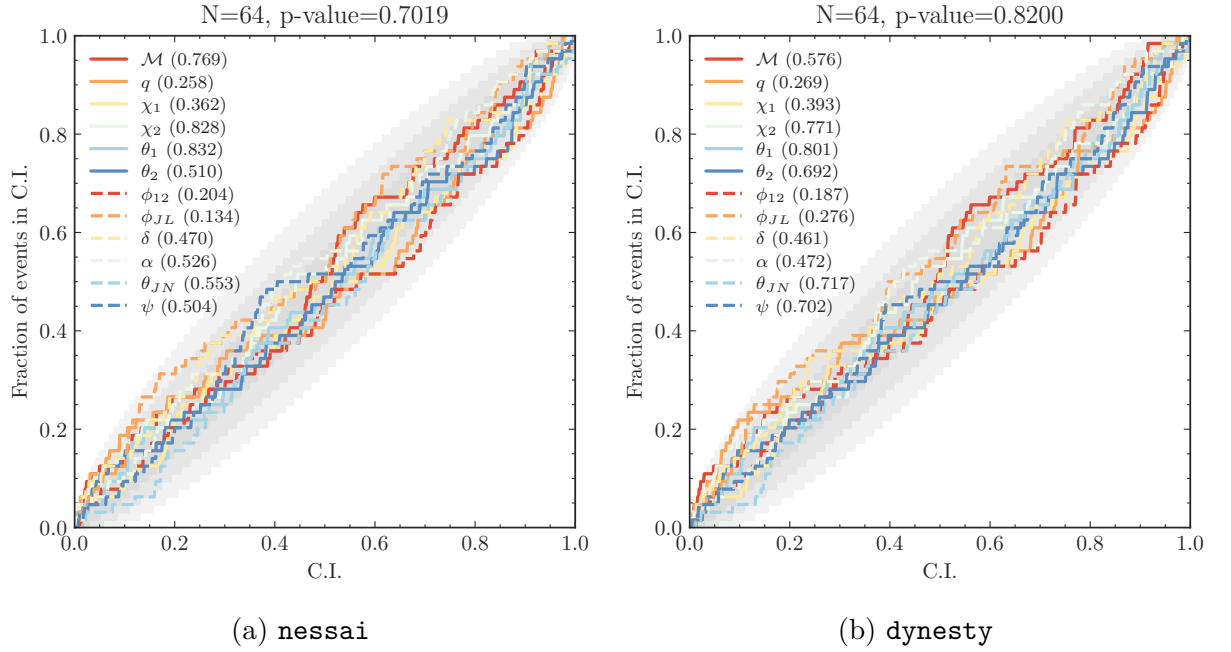 N=64, p-value=0.7019
1.0
0.8
0.6
0.4
0.2
0.0
Fraction of events in C.I.
ℳ (0.769)
q (0.258)
χ₁ (0.362)
χ₂ (0.828)
θ₁ (0.832)
θ₂ (0.510)
ϕ₁₂ (0.204)
ϕ_JL (0.134)
δ (0.470)
α (0.526)
θ_JN (0.553)
ψ (0.504)
0.0 0.2 0.4 0.6 0.8 1.0
C.I.
(a) nessai
N=64, p-value=0.8200
1.0
0.8
0.6
0.4
0.2
0.0
Fraction of events in C.I.
ℳ (0.576)
q (0.269)
χ₁ (0.393)
χ₂ (0.771)
θ₁ (0.801)
θ₂ (0.692)
ϕ₁₂ (0.187)
ϕ_JL (0.276)
δ (0.461)
α (0.472)
θ_JN (0.717)
ψ (0.702)
0.0 0.2 0.4 0.6 0.8 1.0
C.I.
(b) dynesty